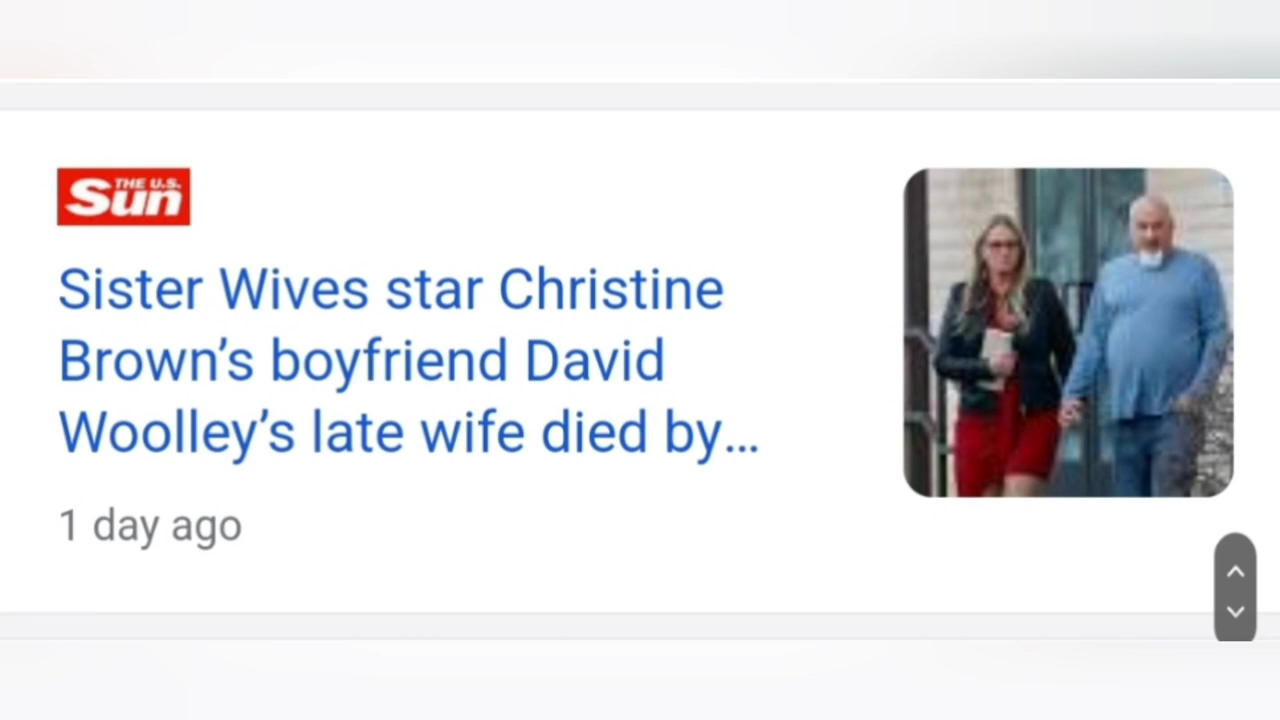 THE U.S.
Sun
Sister Wives star Christine
Brown’s boyfriend David
Woolley’s late wife died by...
1 day ago